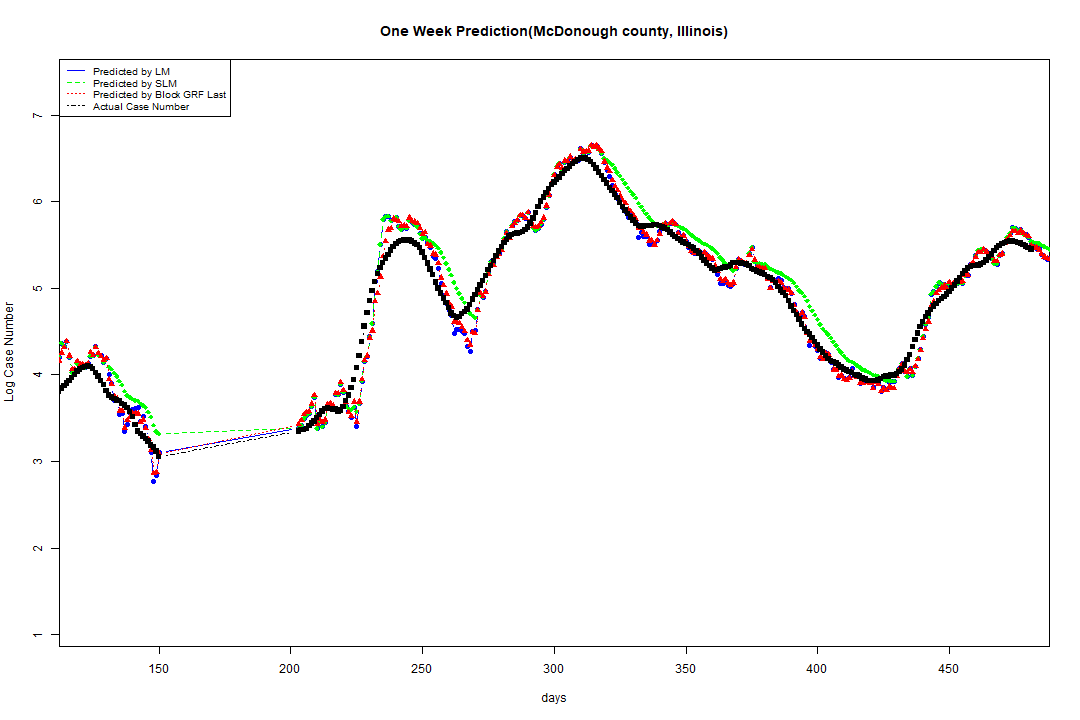 One Week Prediction(McDonough county, Illinois)
Predicted by LM
Predicted by SLM
Predicted by Block GRF Last
Actual Case Number
7
6
5
4
3
2
1
Log Case Number
150 200 250 300 350 400 450
days